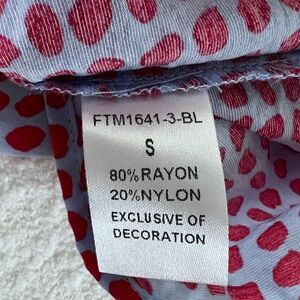 FTM1641-3-BL
S
80%RAYON
20%NYLON
EXCLUSIVE OF
DECORATION